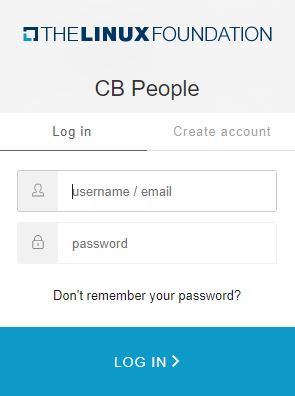 THE LINUX FOUNDATION
CB People
Log in Create account
username / email
password
Don't remember your password?
LOG IN >